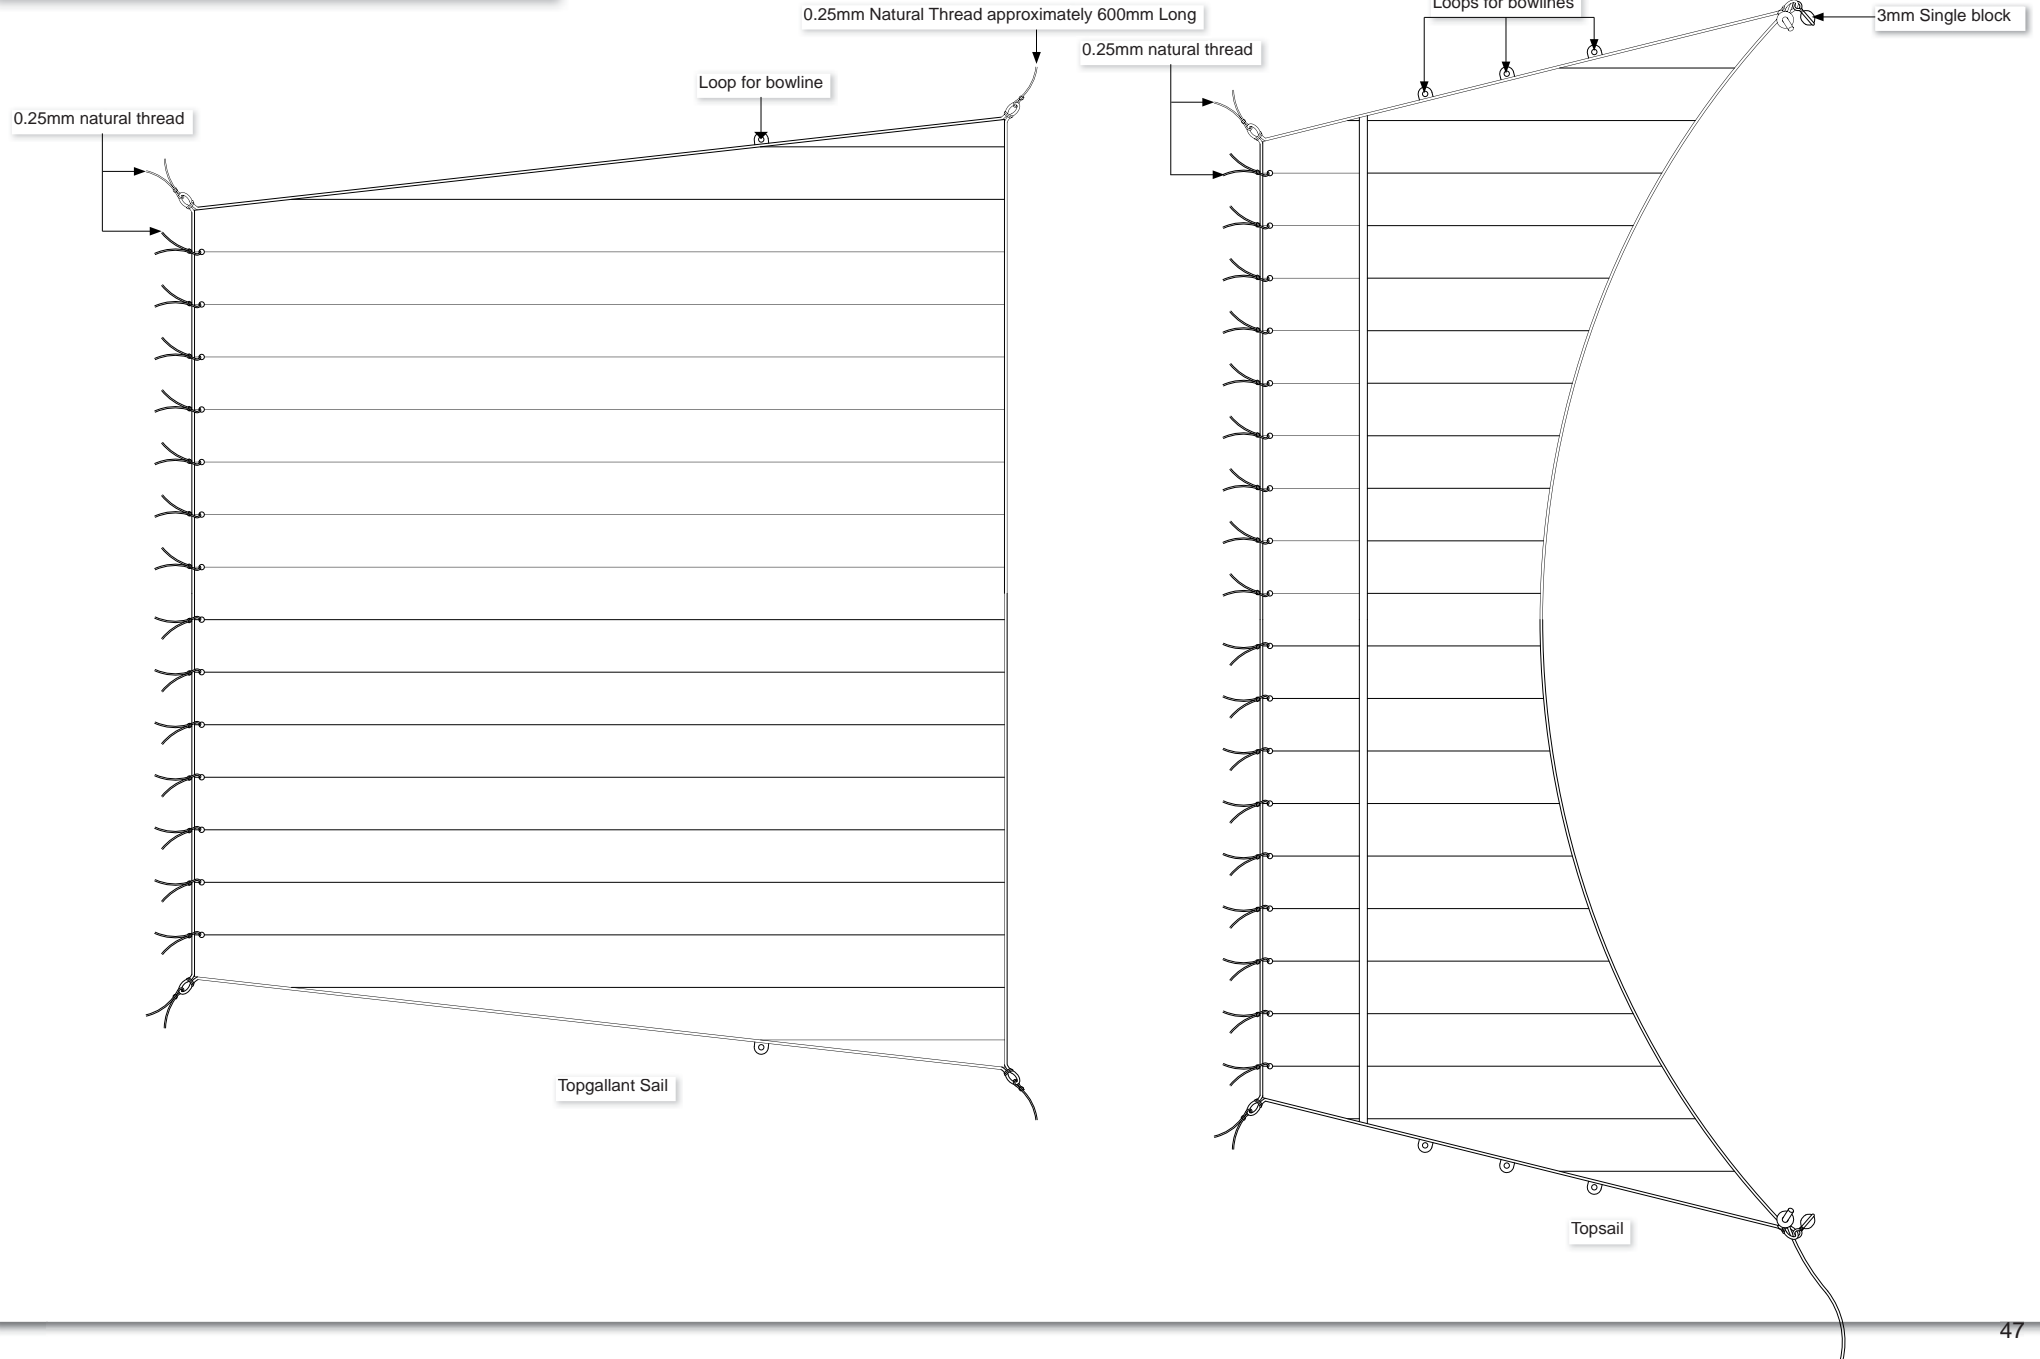 0.25mm Natural Thread approximately 600mm Long
Loops for bowlines
3mm Single block
0.25mm natural thread
Loop for bowline
0.25mm natural thread
Topgallant Sail
Topsail
47